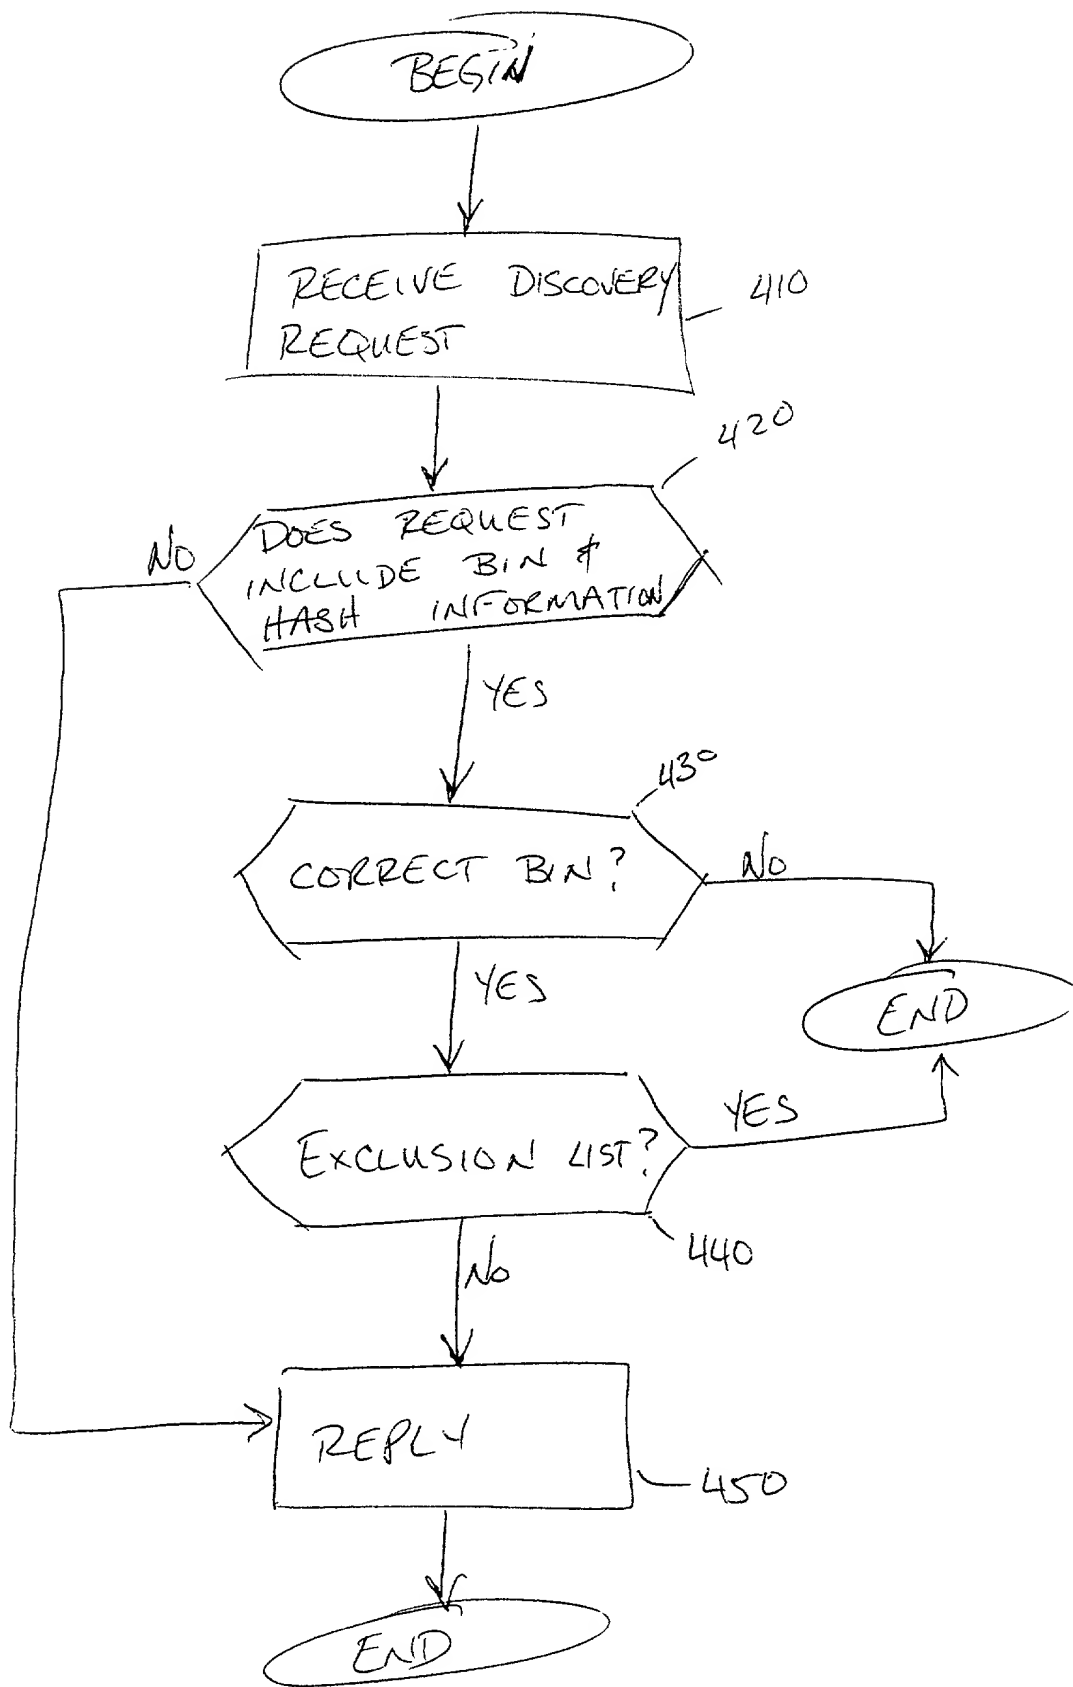 BEGIN
RECEIVE DISCOVERY
REQUEST
410
420
DOES REQUEST
INCLUDE BIN &
HASH INFORMATION
NO
YES
430
CORRECT BIN?
NO
YES
END
EXCLUSION LIST?
YES
440
NO
REPLY
450
END